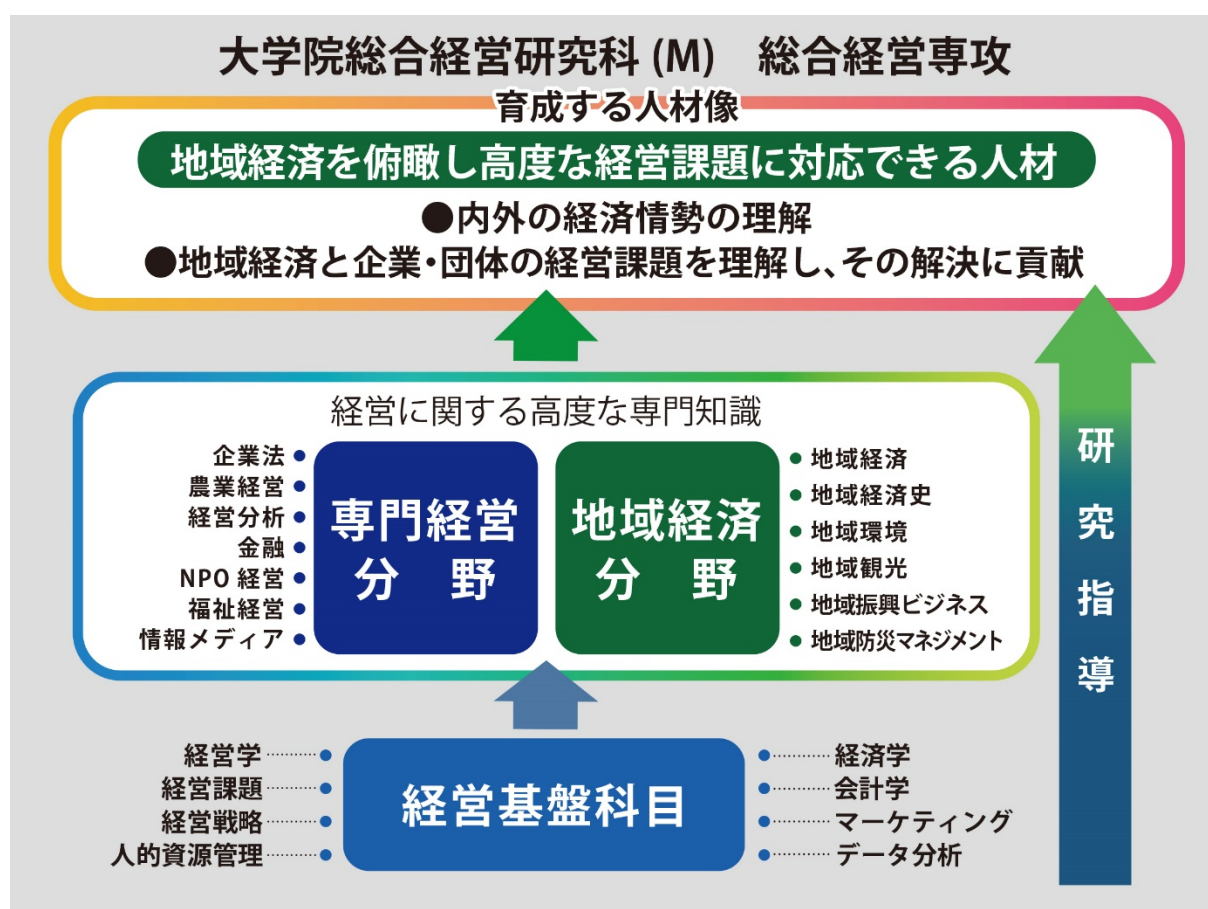 大学院総合経営研究科 (M)　総合経営専攻
育成する人材像
地域経済を俯瞰し高度な経営課題に対応できる人材
●内外の経済情勢の理解
●地域経済と企業・団体の経営課題を理解し、その解決に貢献
経営に関する高度な専門知識
企業法
農業経営
経営分析
金融
NPO 経営
福祉経営
情報メディア
専門経営
分　野
地域経済
分　野
地域経済
地域経済史
地域環境
地域観光
地域振興ビジネス
地域防災マネジメント
経営学
経営課題
経営戦略
人的資源管理
経営基盤科目
経済学
会計学
マーケティング
データ分析
研究指導